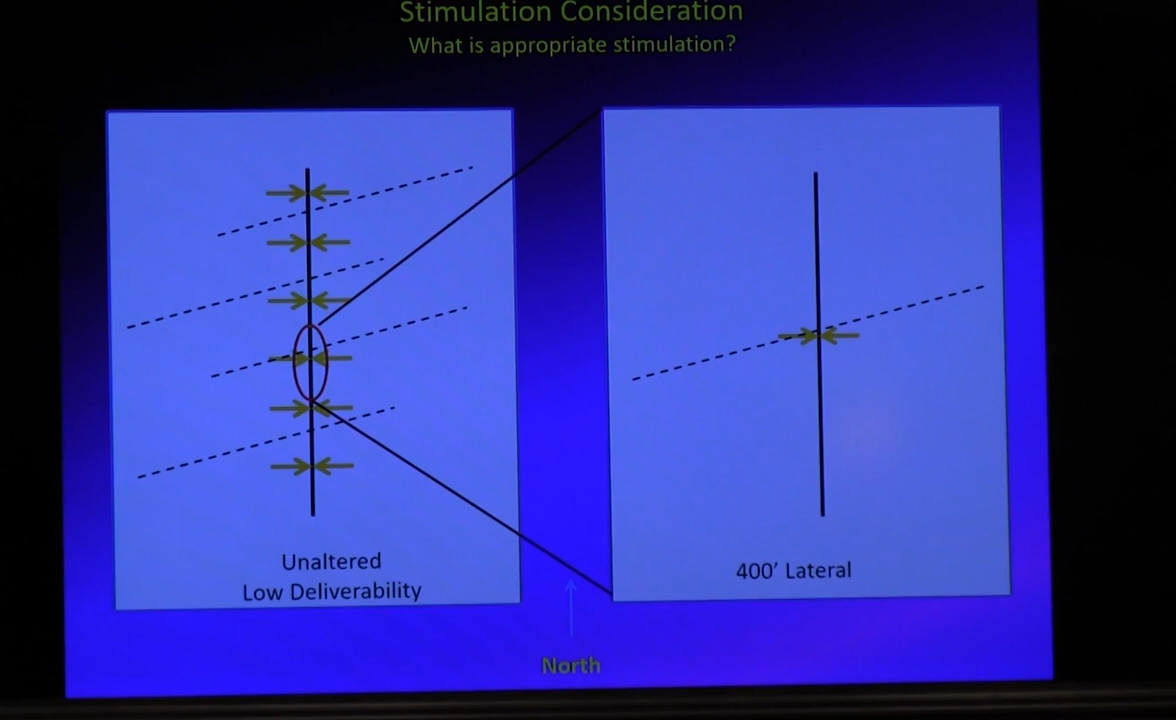 Stimulation Consideration
What is appropriate stimulation?
Unaltered
Low Deliverability
400’ Lateral
North